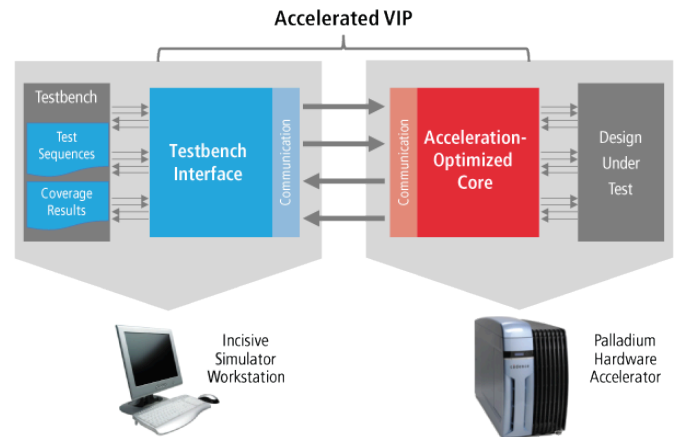 Accelerated VIP
Testbench
Test
Sequences
Coverage
Results
Testbench
Interface
Communication
Communication
Acceleration-
Optimized
Core
Design
Under
Test
Incisive
Simulator
Workstation
Palladium
Hardware
Accelerator